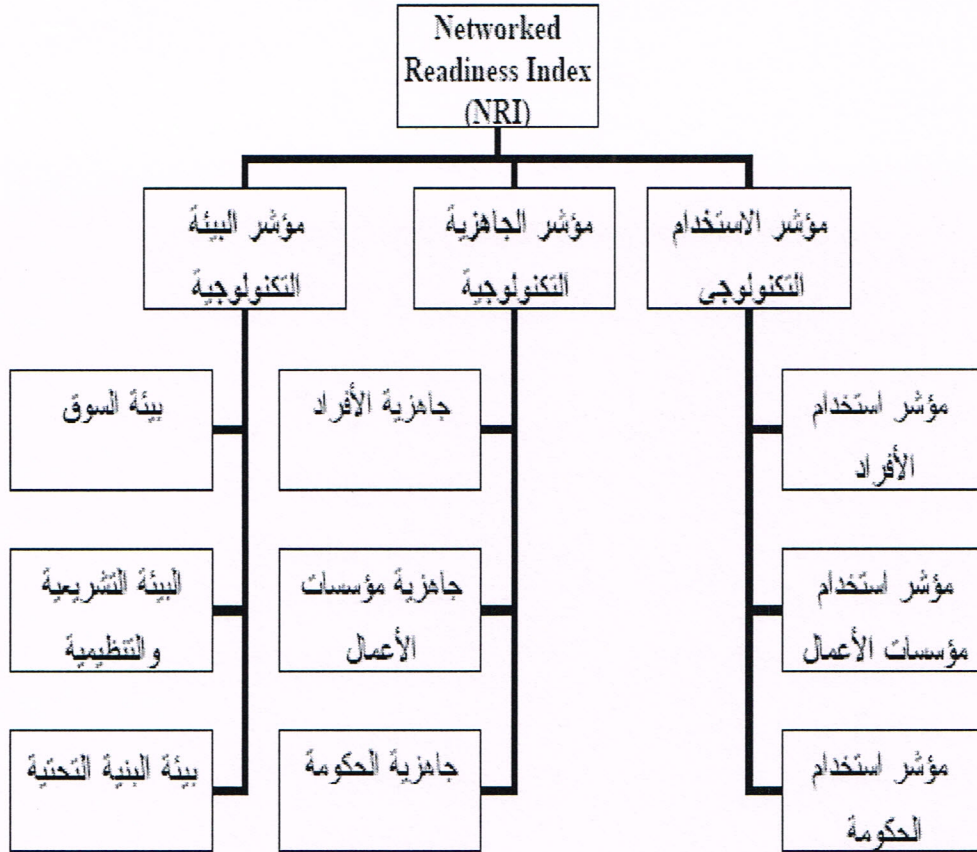 Networked
Readiness Index
(NRI)
مؤشر الاستخدام
التكنولوجى
مؤشر الجاهزية
التكنولوجية
مؤشر البيئة
التكنولوجية
مؤشر استخدام
الأفراد
جاهزية الأفراد
بيئة السوق
مؤشر استخدام
مؤسسات الأعمال
جاهزية مؤسسات
الأعمال
البيئة التشريعية
والتنظيمية
مؤشر استخدام
الحكومة
جاهزية الحكومة
بيئة البنية التحتية